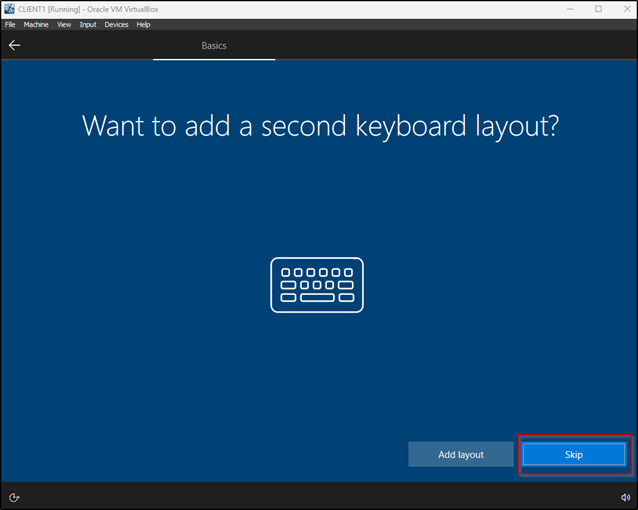 CLIENT1 [Running] - Oracle VM VirtualBox
File Machine View Input Devices Help
Basics
Want to add a second keyboard layout?
Add layout Skip